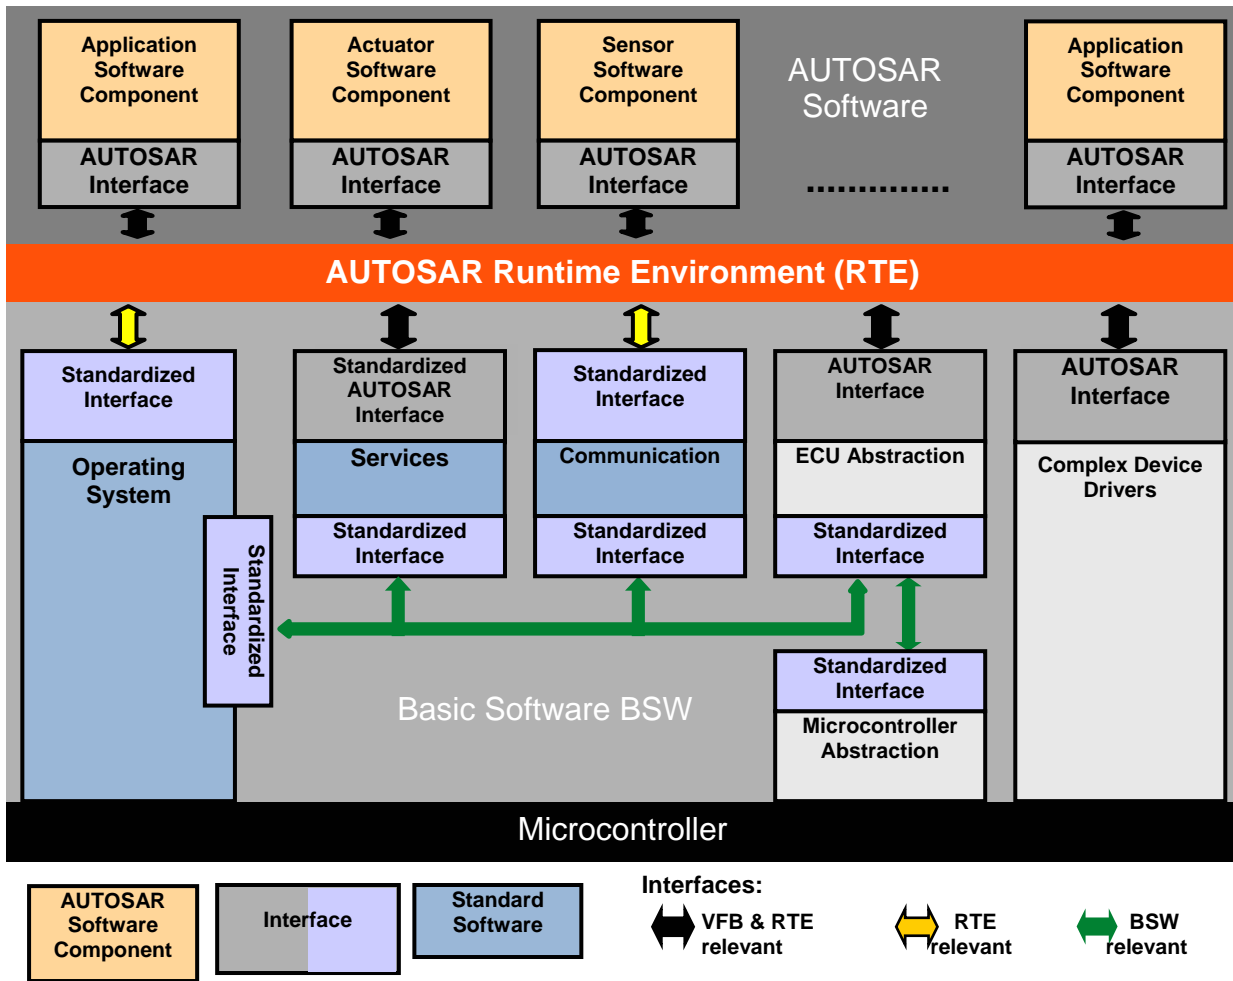 Application
Software
Component
AUTOSAR
Interface
Actuator
Software
Component
AUTOSAR
Interface
Sensor
Software
Component
AUTOSAR
Interface
AUTOSAR
Software
..............
Application
Software
Component
AUTOSAR
Interface
AUTOSAR Runtime Environment (RTE)
Standardized
Interface
Operating
System
Standardized
Interface
Standardized
AUTOSAR
Interface
Services
Standardized
Interface
Standardized
Interface
Communication
Standardized
Interface
AUTOSAR
Interface
ECU Abstraction
Standardized
Interface
Standardized
Interface
Microcontroller
Abstraction
AUTOSAR
Interface
Complex Device
Drivers
Basic Software BSW
Microcontroller
AUTOSAR
Software
Component
Interface
Standard
Software
Interfaces:
VFB & RTE
relevant
RTE
relevant
BSW
relevant